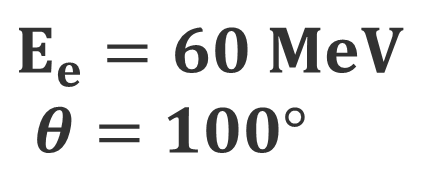 Eₑ = 60 MeV
θ = 100°